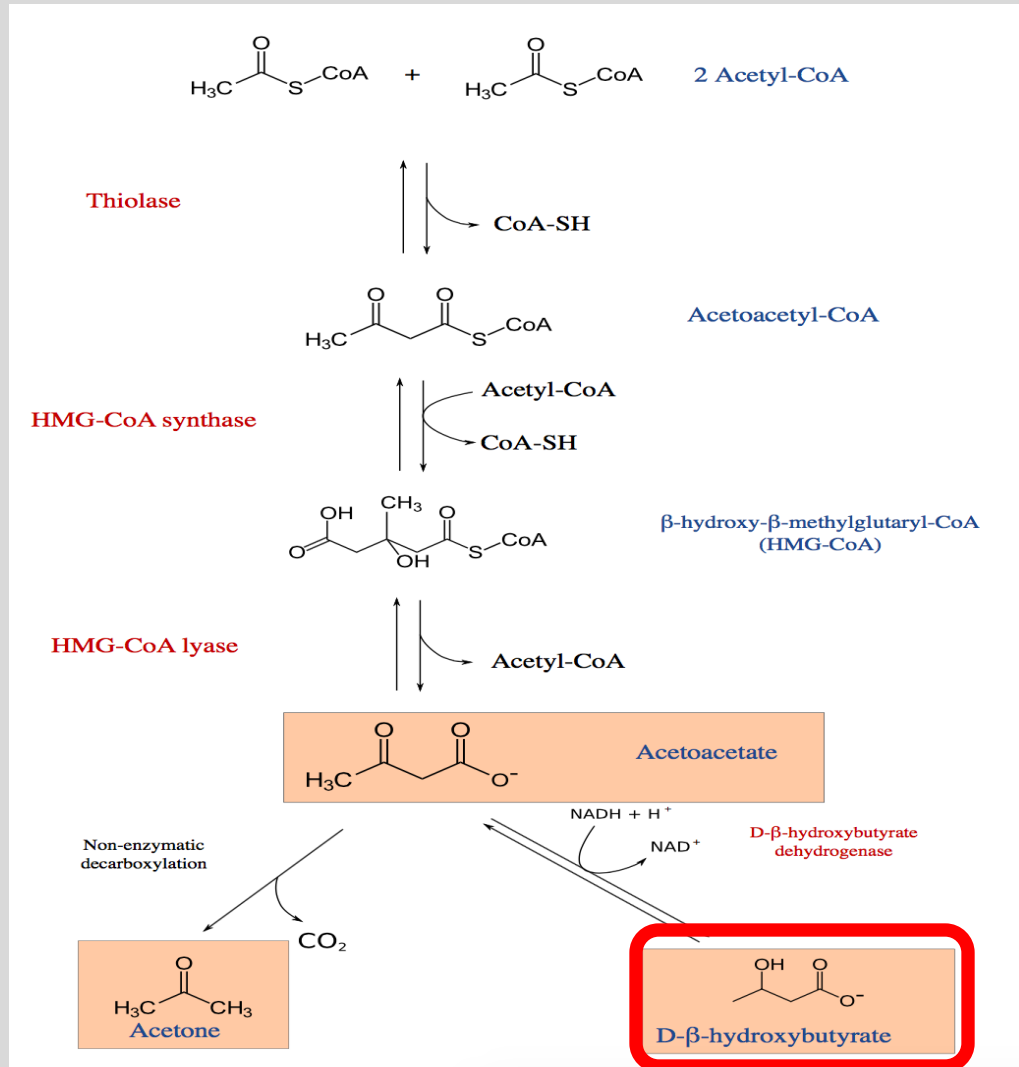 O O
H₃C S CoA + H₃C S CoA 2 Acetyl-CoA
Thiolase
CoA-SH
O O
H₃C S CoA Acetoacetyl-CoA
Acetyl-CoA
HMG-CoA synthase
CoA-SH
OH CH₃ O
O OH S CoA
β-hydroxy-β-methylglutaryl-CoA
(HMG-CoA)
HMG-CoA lyase
Acetyl-CoA
O O
H₃C O⁻ Acetoacetate
NADH + H⁺
NAD⁺
D-β-hydroxybutyrate
dehydrogenase
Non-enzymatic
decarboxylation
CO₂
O
H₃C CH₃
Acetone
OH O
O⁻
D-β-hydroxybutyrate